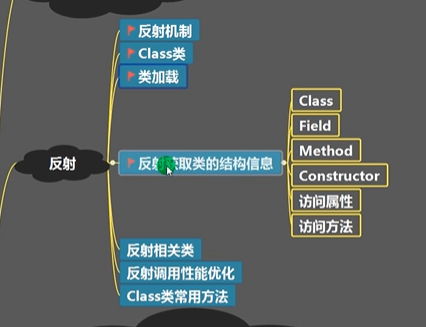 反射
反射机制
Class类
类加载
反射获取类的结构信息
Class
Field
Method
Constructor
访问属性
访问方法
反射相关类
反射调用性能优化
Class类常用方法